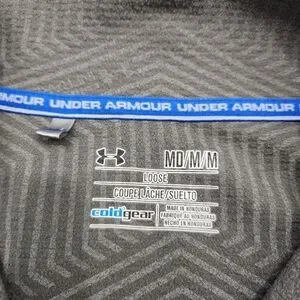 RMOUR UNDER ARMOUR UNDER ARMOUR
MD/M/M
LOOSE
COUPE LÂCHE/SUELTO
coldgear
MADE IN HONDURAS
FABRIQUÉ AU HONDURAS
HECHO EN HONDURAS